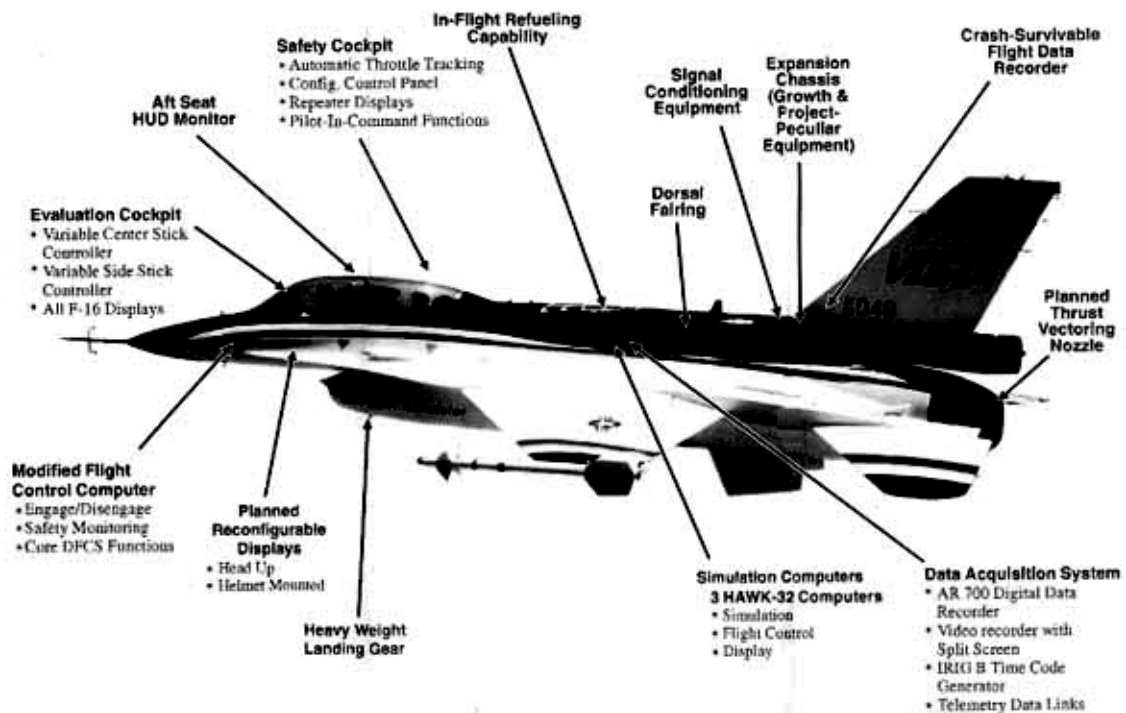 In-Flight Refueling
Capability
Safety Cockpit
• Automatic Throttle Tracking
• Config. Control Panel
• Repeater Displays
• Pilot-In-Command Functions
Aft Seat
HUD Monitor
Evaluation Cockpit
• Variable Center Stick
Controller
• Variable Side Stick
Controller
• All F-16 Displays
Signal
Conditioning
Equipment
Expansion
Chassis
(Growth &
Project-
Peculiar
Equipment)
Crash-Survivable
Flight Data
Recorder
Dorsal
Fairing
Planned
Thrust
Vectoring
Nozzle
Modified Flight
Control Computer
• Engage/Disengage
• Safety Monitoring
• Core DFCS Functions
Planned
Reconfigurable
Displays
• Head Up
• Helmet Mounted
Heavy Weight
Landing Gear
Simulation Computers
3 HAWK-32 Computers
• Simulation
• Flight Control
• Display
Data Acquisition System
• AR 700 Digital Data
Recorder
• Video recorder with
Split Screen
• IRIG B Time Code
Generator
• Telemetry Data Links